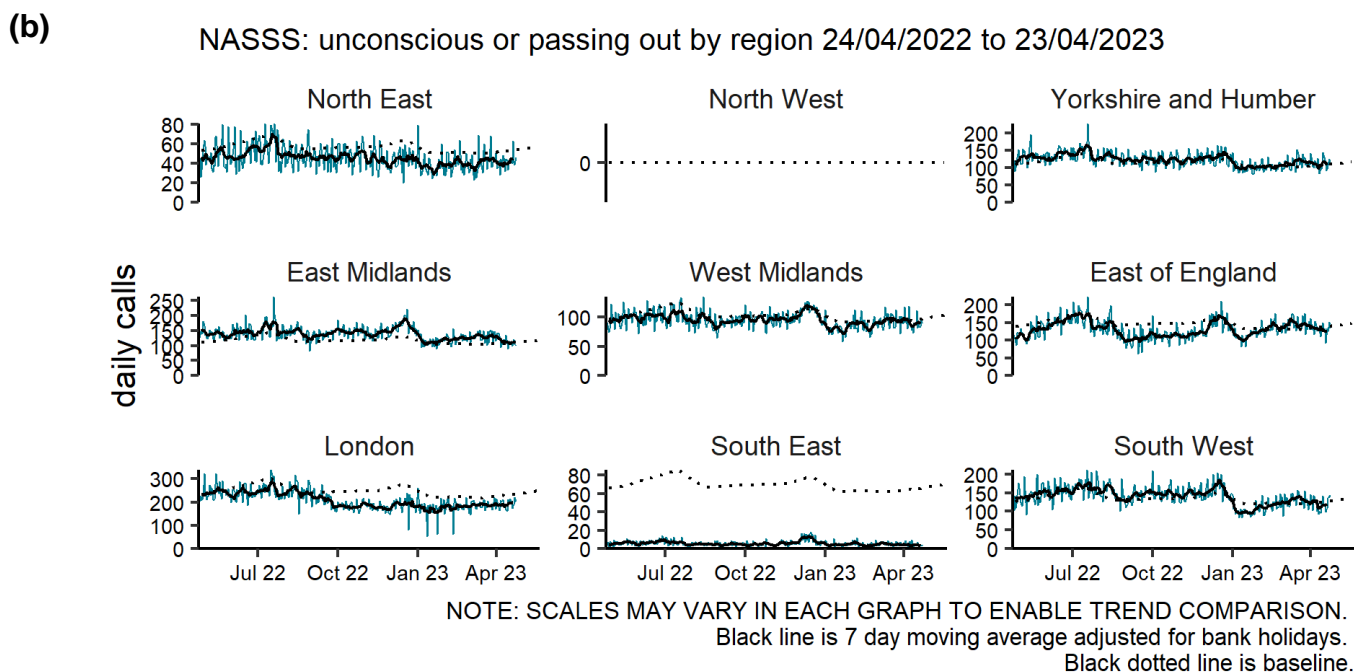 (b)
NASSS: unconscious or passing out by region 24/04/2022 to 23/04/2023
North East
80
60
40
20
0
North West
0
Yorkshire and Humber
200
150
100
50
0
daily calls
East Midlands
250
200
150
100
50
0
West Midlands
100
50
0
East of England
200
150
100
50
0
London
300
200
100
0
South East
80
60
40
20
0
South West
200
150
100
50
0
Jul 22 Oct 22 Jan 23 Apr 23
Jul 22 Oct 22 Jan 23 Apr 23
Jul 22 Oct 22 Jan 23 Apr 23
NOTE: SCALES MAY VARY IN EACH GRAPH TO ENABLE TREND COMPARISON.
Black line is 7 day moving average adjusted for bank holidays.
Black dotted line is baseline.